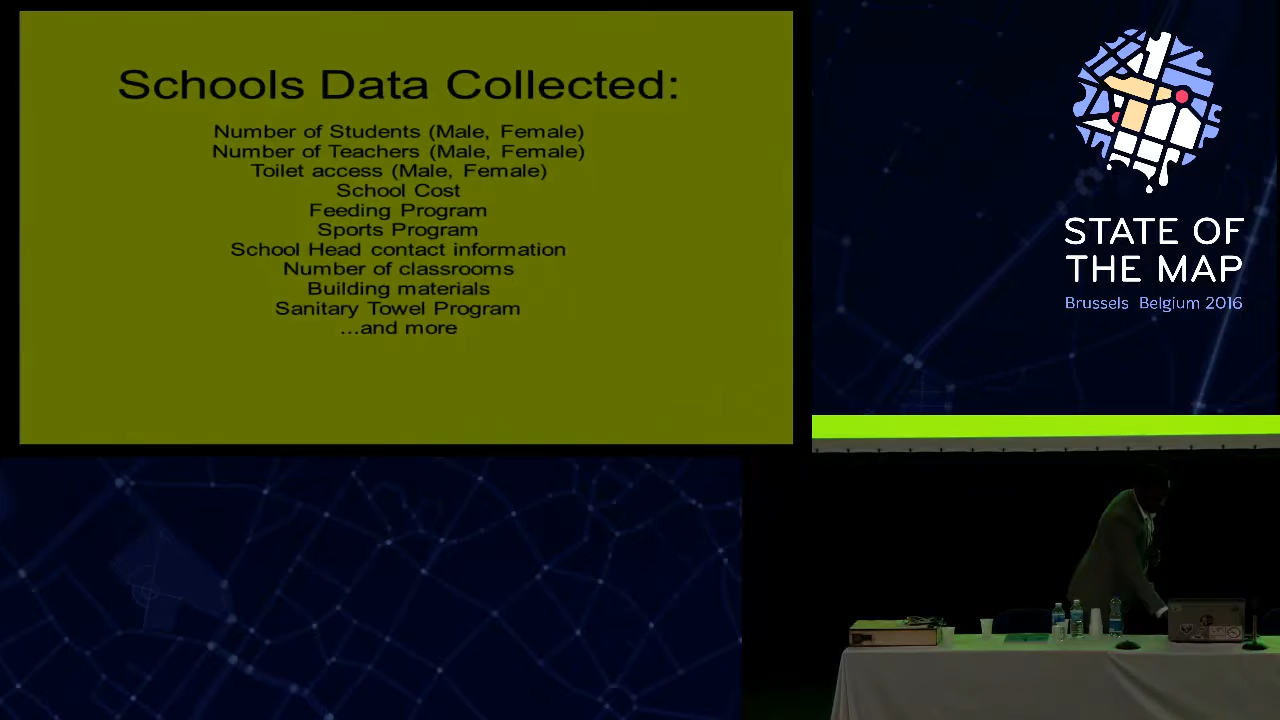 Schools Data Collected:
Number of Students (Male, Female)
Number of Teachers (Male, Female)
Toilet access (Male, Female)
School Cost
Feeding Program
Sports Program
School Head contact information
Number of classrooms
Building materials
Sanitary Towel Program
...and more
STATE OF
THE MAP
Brussels Belgium 2016